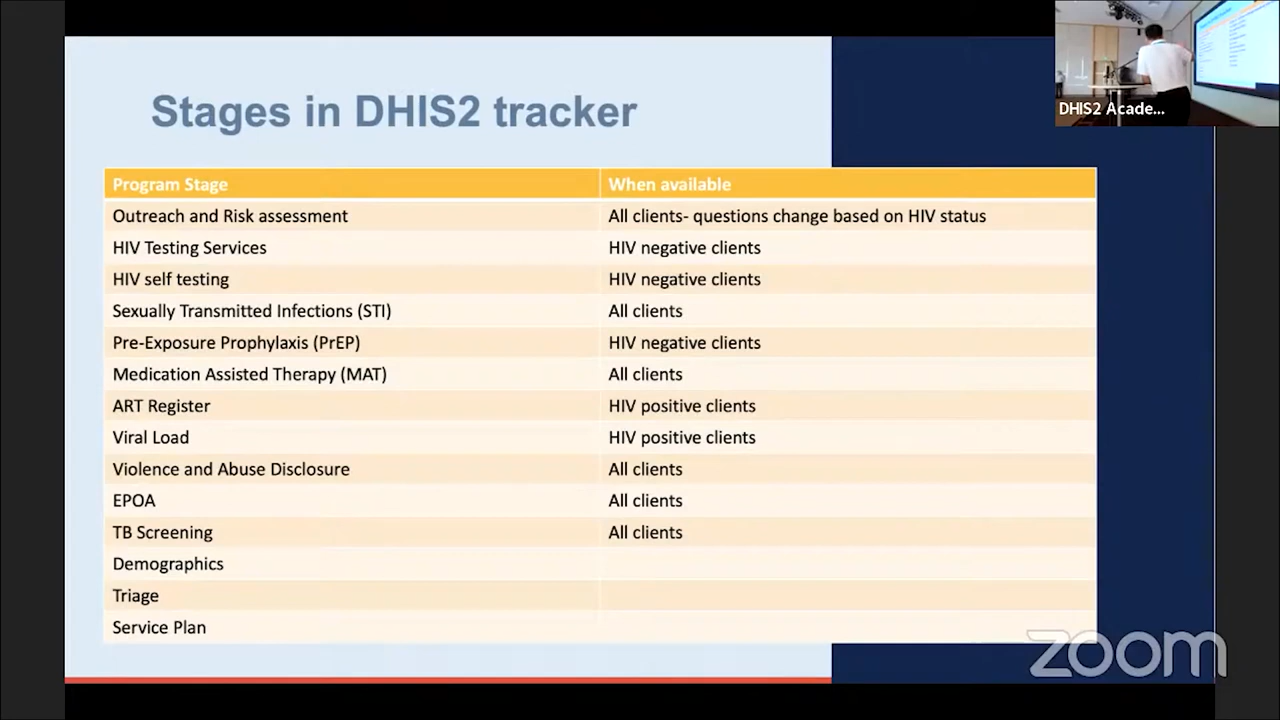 Stages in DHIS2 tracker
DHIS2 Acade...
Program Stage When available
Outreach and Risk assessment All clients- questions change based on HIV status
HIV Testing Services HIV negative clients
HIV self testing HIV negative clients
Sexually Transmitted Infections (STI) All clients
Pre-Exposure Prophylaxis (PrEP) HIV negative clients
Medication Assisted Therapy (MAT) All clients
ART Register HIV positive clients
Viral Load HIV positive clients
Violence and Abuse Disclosure All clients
EPOA All clients
TB Screening All clients
Demographics
Triage
Service Plan
zoom